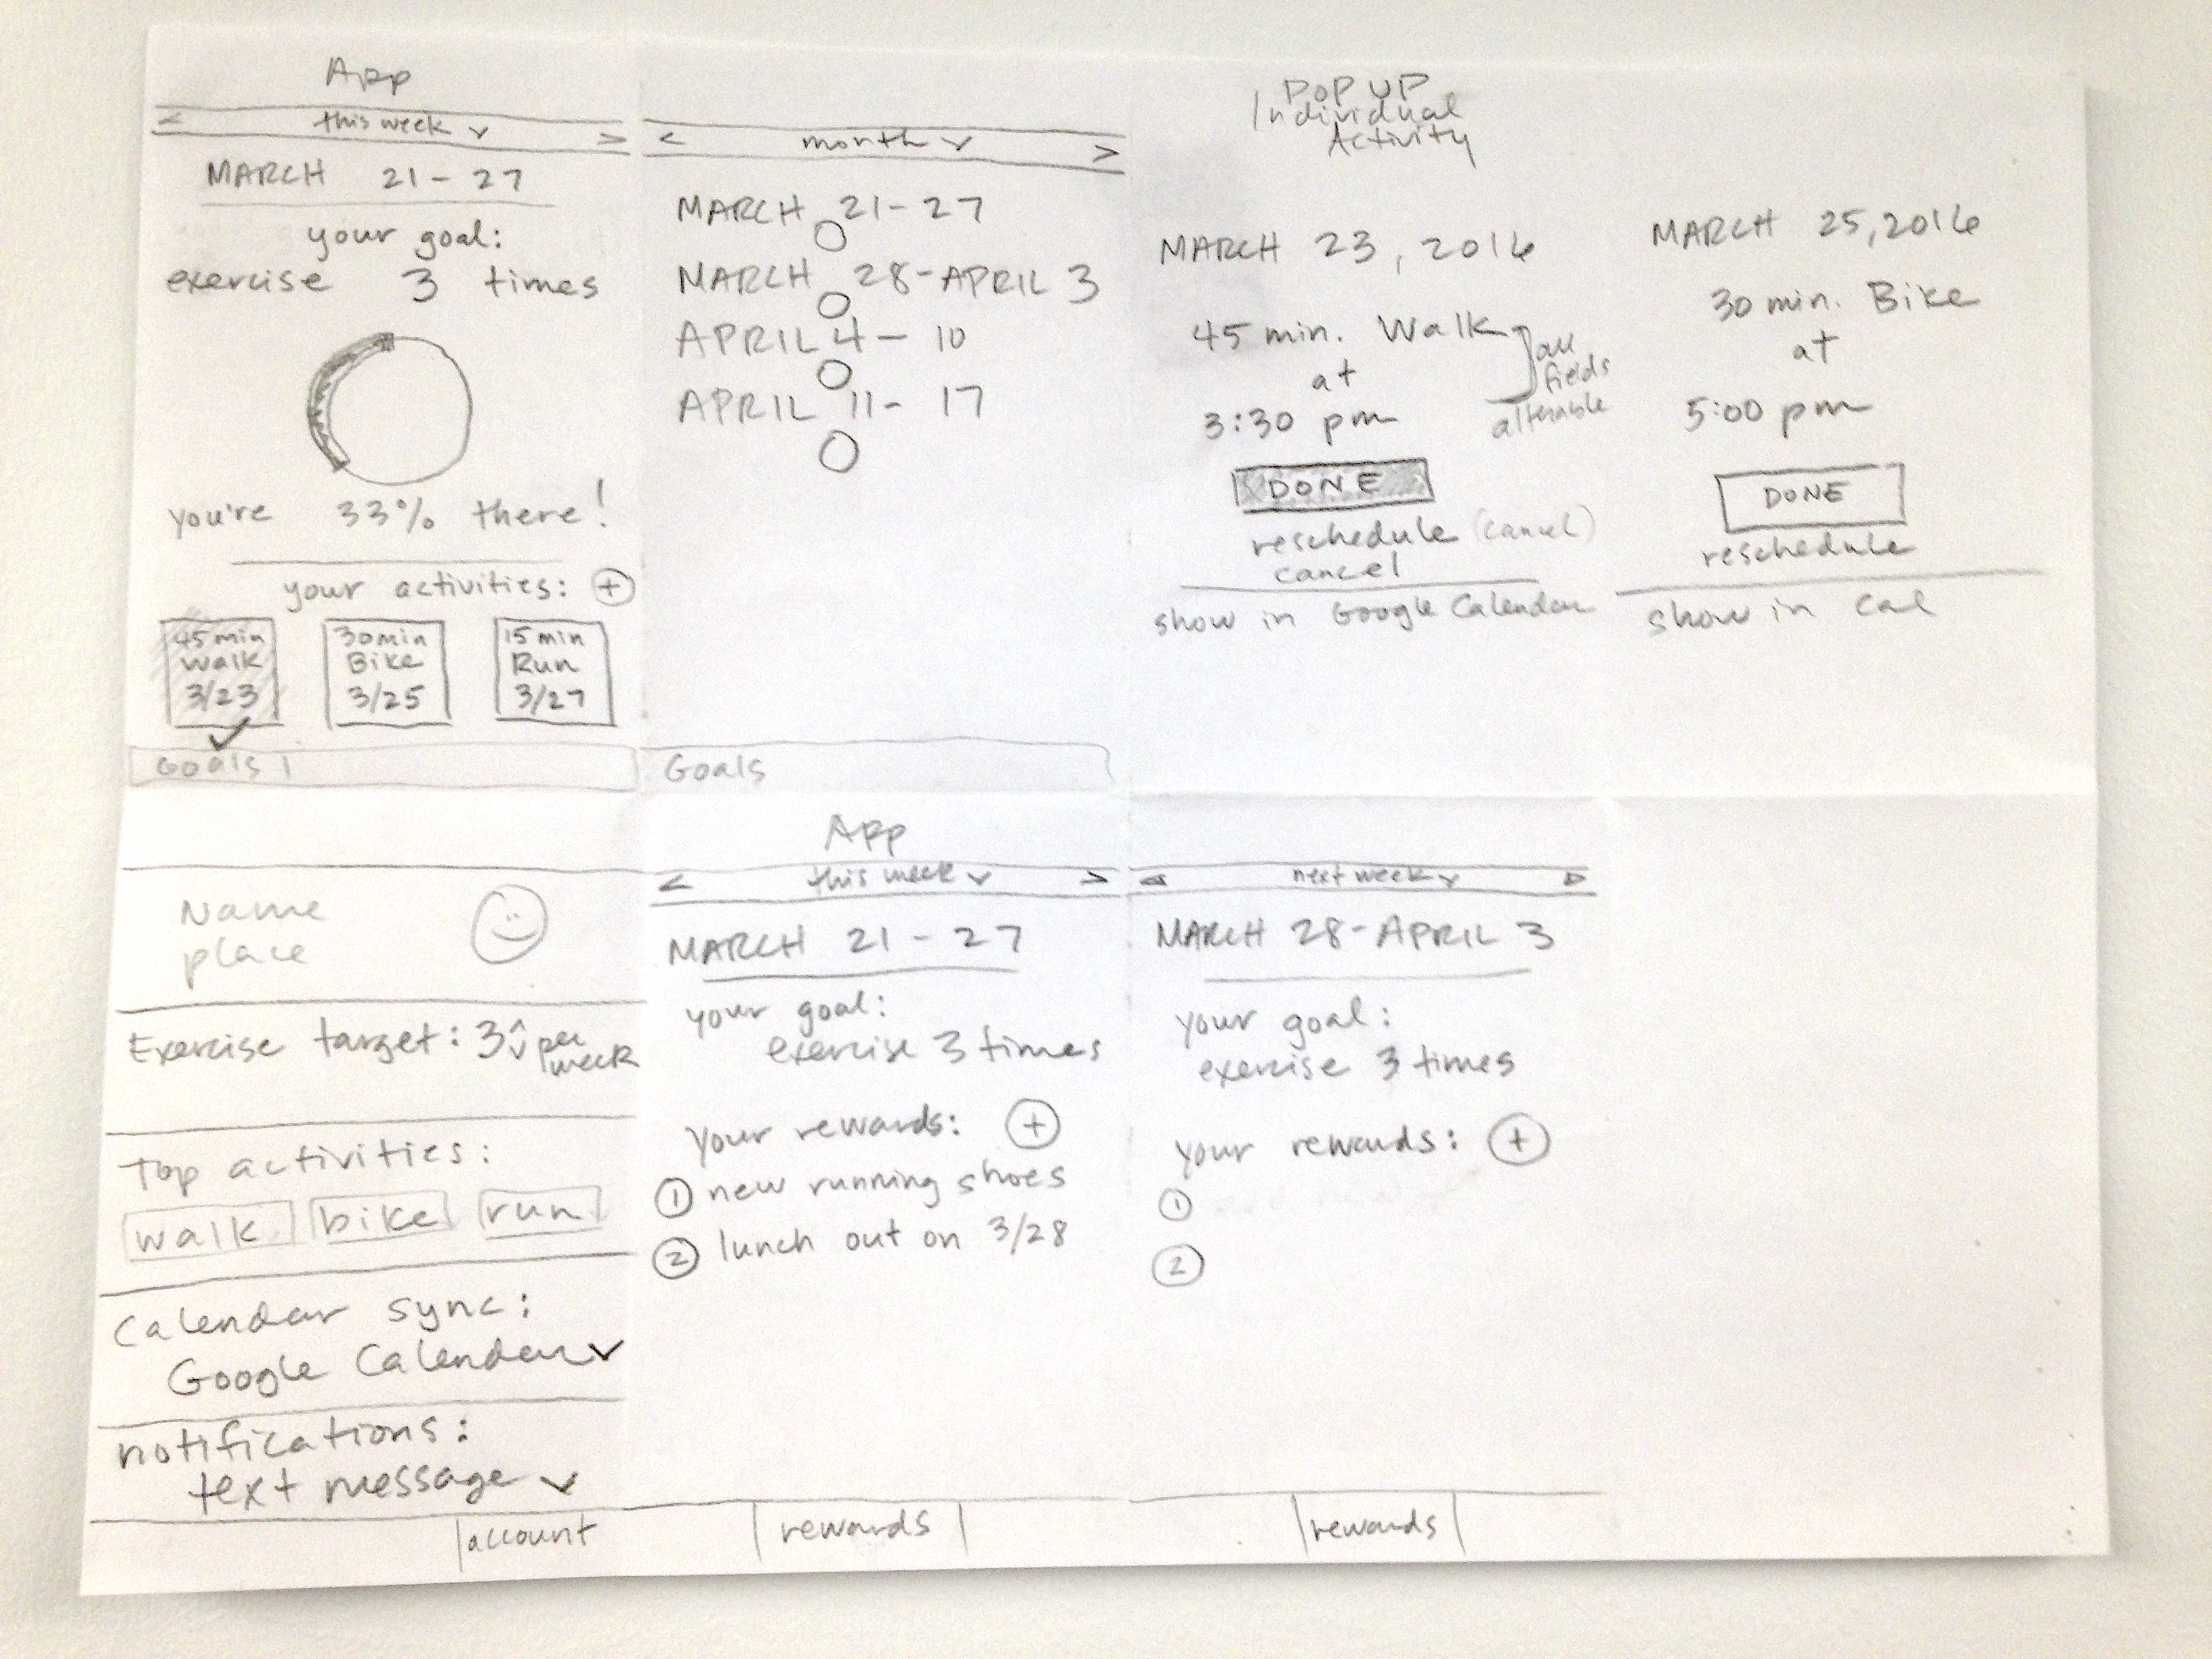 App
< this week ∨ >
MARCH 21 - 27
your goal:
exercise 3 times
you're 33% there!
your activities: +
45 min
Walk
3/23
30 min
Bike
3/25
15 min
Run
3/27
Goals
< month ∨ >
MARCH 21 - 27
MARCH 28 - APRIL 3
APRIL 4 - 10
APRIL 11 - 17
Goals
POP UP
Individual
Activity
MARCH 23, 2016
45 min. Walk
at
3:30 pm
all
fields
alterable
DONE
reschedule (cancel)
cancel
show in Google Calendar
MARCH 25, 2016
30 min. Bike
at
5:00 pm
DONE
reschedule
show in cal
Name
place
Exercise target: 3 per
week
Top activities:
walk bike run
Calendar sync:
Google Calendar ∨
notifications:
text message ∨
account
App
< this week ∨ >
MARCH 21 - 27
your goal:
exercise 3 times
your rewards: +
1 new running shoes
2 lunch out on 3/28
rewards
next week ∨
MARCH 28 - APRIL 3
your goal:
exercise 3 times
your rewards: +
1
2
rewards